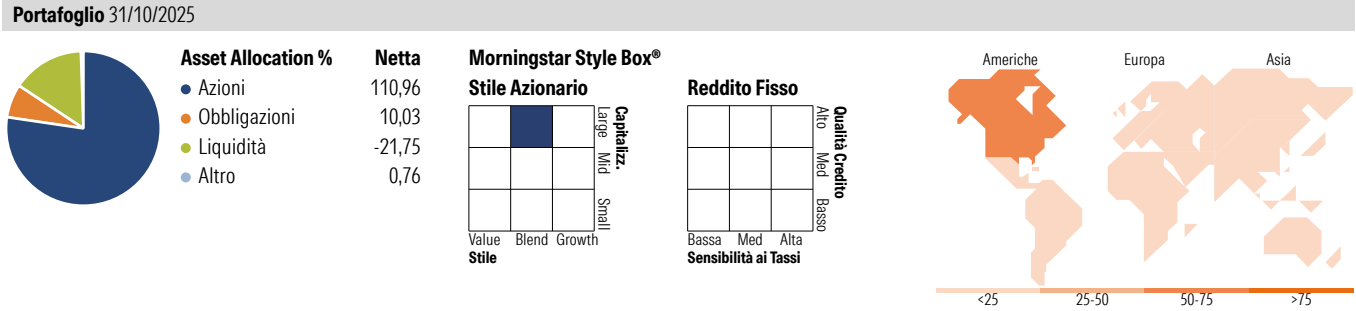 Portafoglio 31/10/2025
Asset Allocation % Netta
Azioni 110,96
Obbligazioni 10,03
Liquidità -21,75
Altro 0,76
Morningstar Style Box®
Stile Azionario
Large Mid Small
Capitalizz.
Value Blend Growth
Stile
Reddito Fisso
Alto Med Basso
Qualità Credito
Bassa Med Alta
Sensibilità ai Tassi
Americhe Europa Asia
<25 25-50 50-75 >75